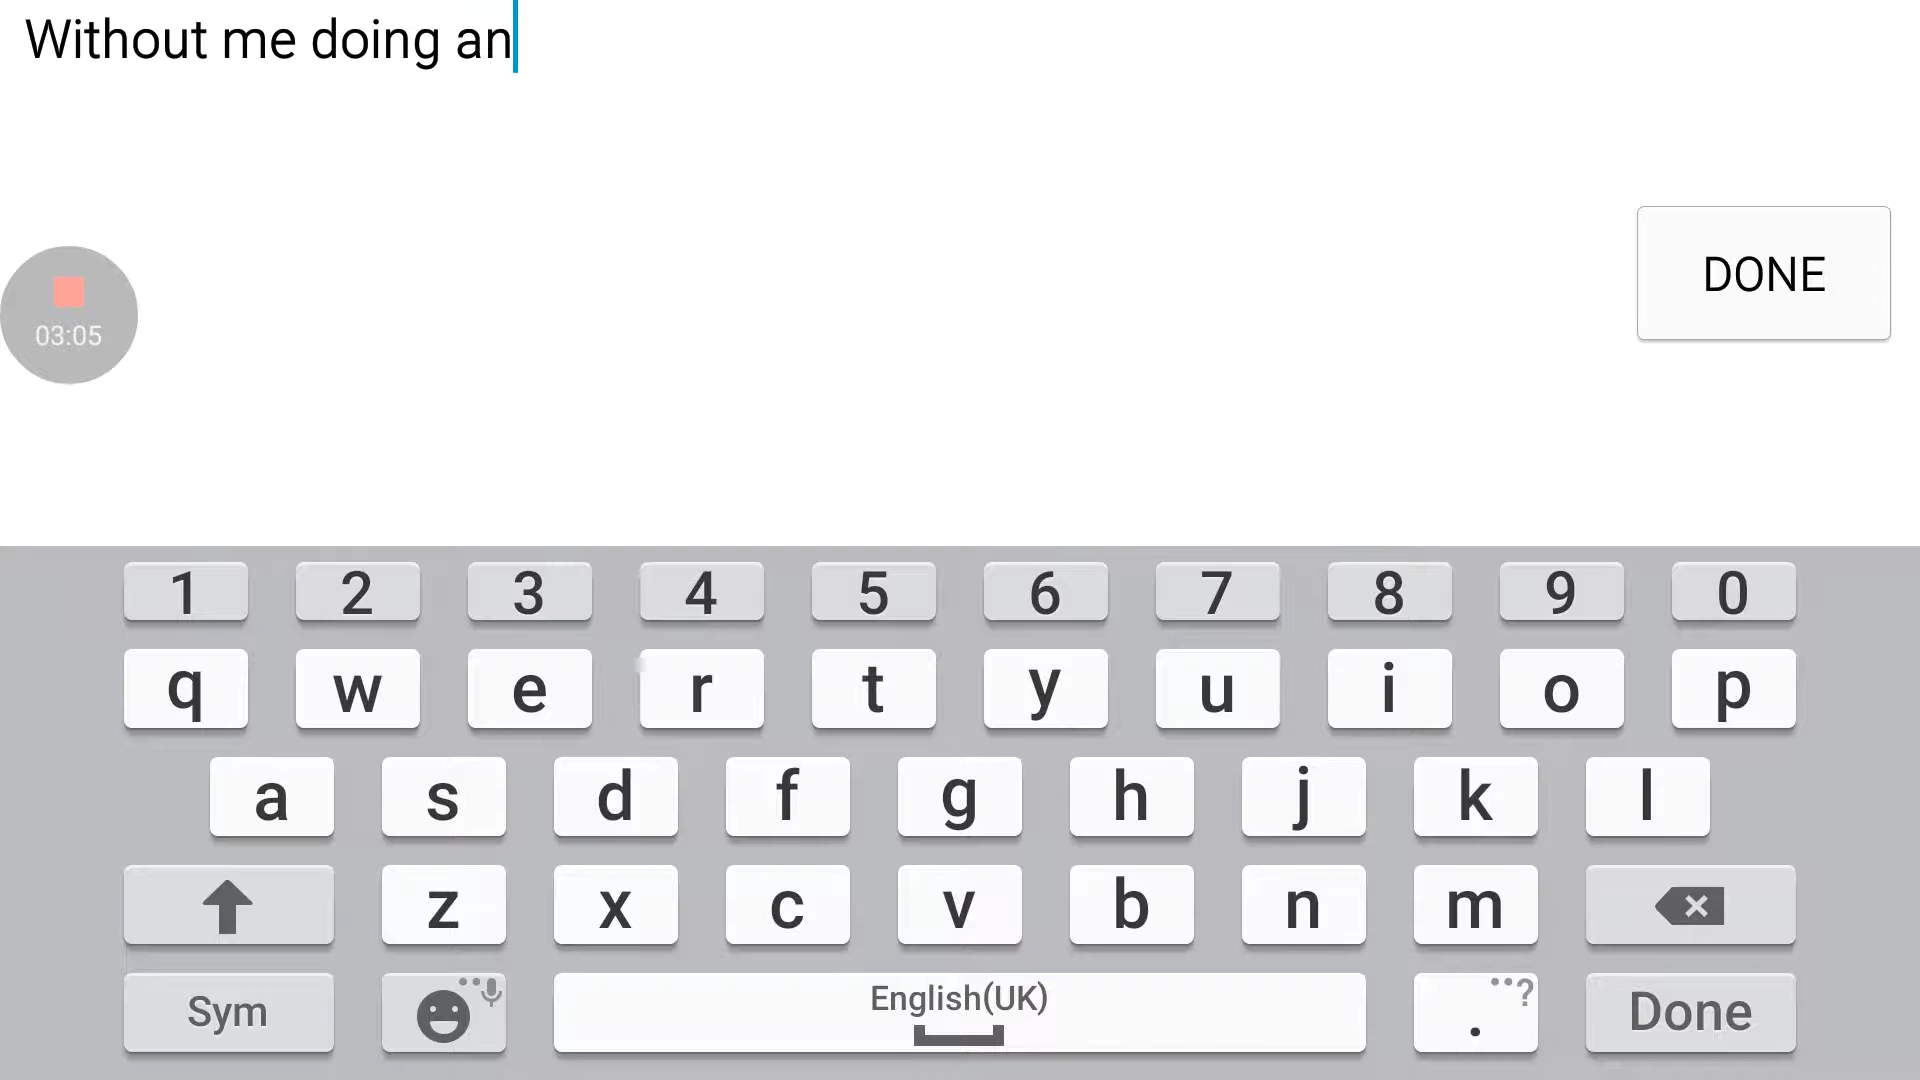 Without me doing an
DONE
03:05
1 2 3 4 5 6 7 8 9 0
q w e r t y u i o p
a s d f g h j k l
z x c v b n m
Sym English(UK) . ? Done